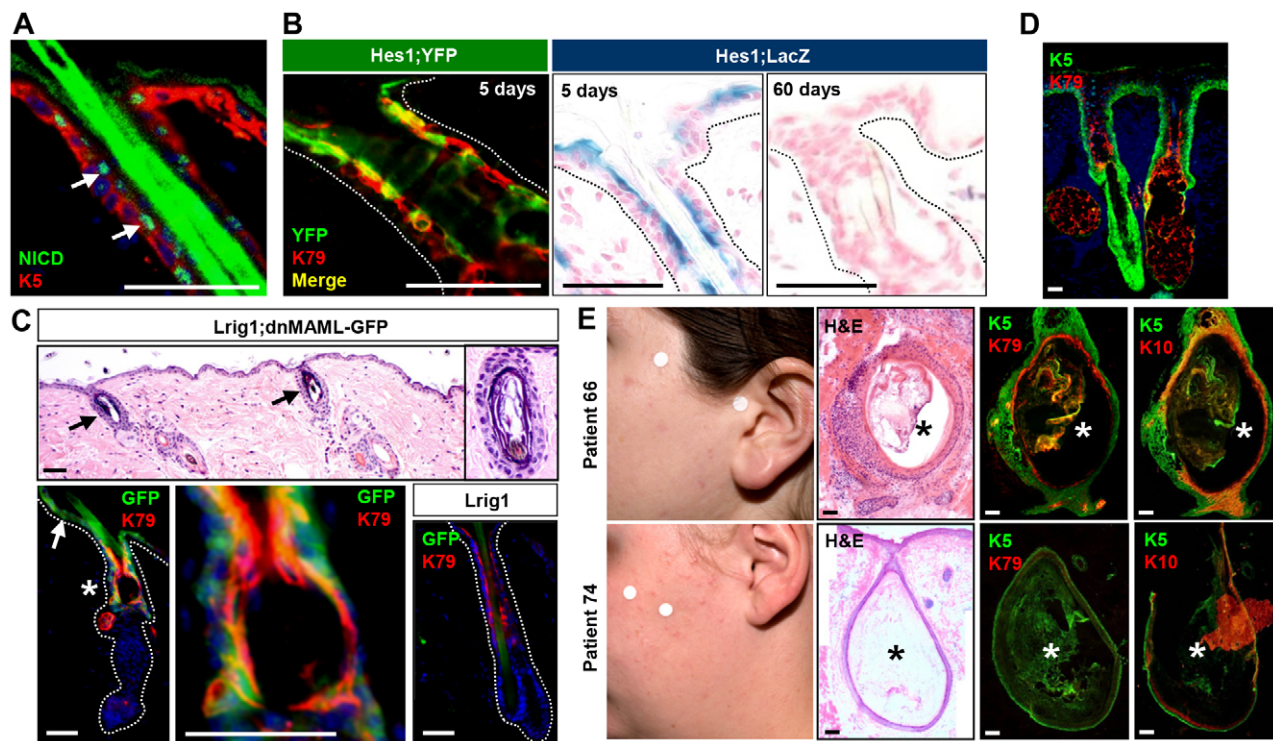 A
NICD
K5
B
Hes1;YFP
Hes1;LacZ
5 days
5 days
60 days
YFP
K79
Merge
D
K5
K79
C
Lrig1;dnMAML-GFP
GFP
K79
GFP
K79
Lrig1
GFP
K79
E
Patient 66
H&E
K5
K79
K5
K10
Patient 74
H&E
K5
K79
K5
K10